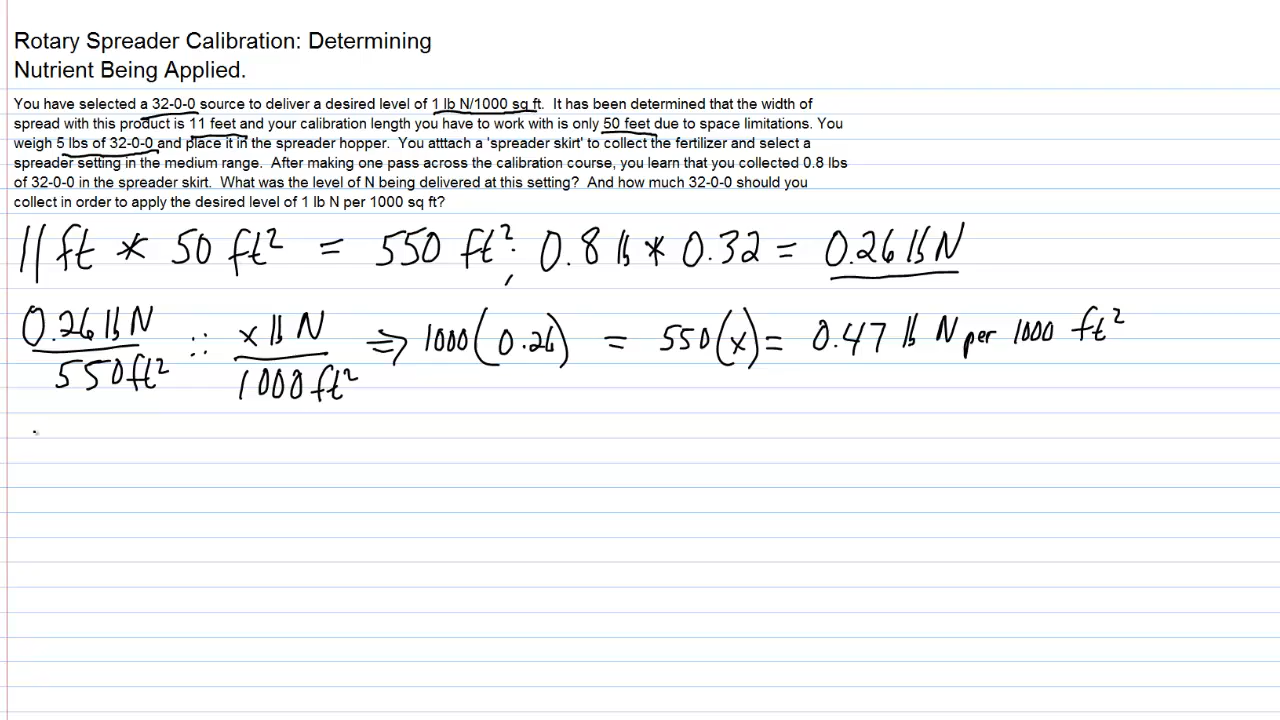 Rotary Spreader Calibration: Determining
Nutrient Being Applied.
You have selected a 32-0-0 source to deliver a desired level of 1 lb N/1000 sq ft. It has been determined that the width of
spread with this product is 11 feet and your calibration length you have to work with is only 50 feet due to space limitations. You
weigh 5 lbs of 32-0-0 and place it in the spreader hopper. You atttach a 'spreader skirt' to collect the fertilizer and select a
spreader setting in the medium range. After making one pass across the calibration course, you learn that you collected 0.8 lbs
of 32-0-0 in the spreader skirt. What was the level of N being delivered at this setting? And how much 32-0-0 should you
collect in order to apply the desired level of 1 lb N per 1000 sq ft?
11 ft * 50 ft² = 550 ft²; 0.8 lb * 0.32 = 0.26 lb N
0.26 lb N / 550 ft² :: x lb N / 1000 ft² ⇒ 1000(0.26) = 550(x) = 0.47 lb N per 1000 ft²